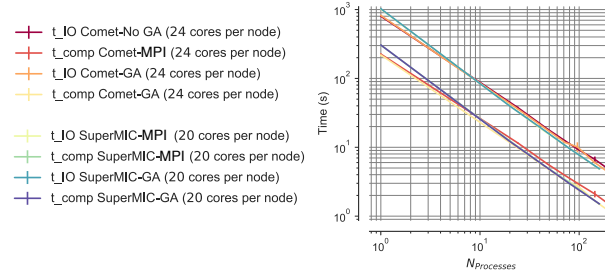 t_IO Comet-No GA (24 cores per node)
t_comp Comet-MPI (24 cores per node)
t_IO Comet-GA (24 cores per node)
t_comp Comet-GA (24 cores per node)
t_IO SuperMIC-MPI (20 cores per node)
t_comp SuperMIC-MPI (20 cores per node)
t_IO SuperMIC-GA (20 cores per node)
t_comp SuperMIC-GA (20 cores per node)
Time (s)
10³
10²
10¹
10⁰
10⁰ 10¹ 10²
N_Processes